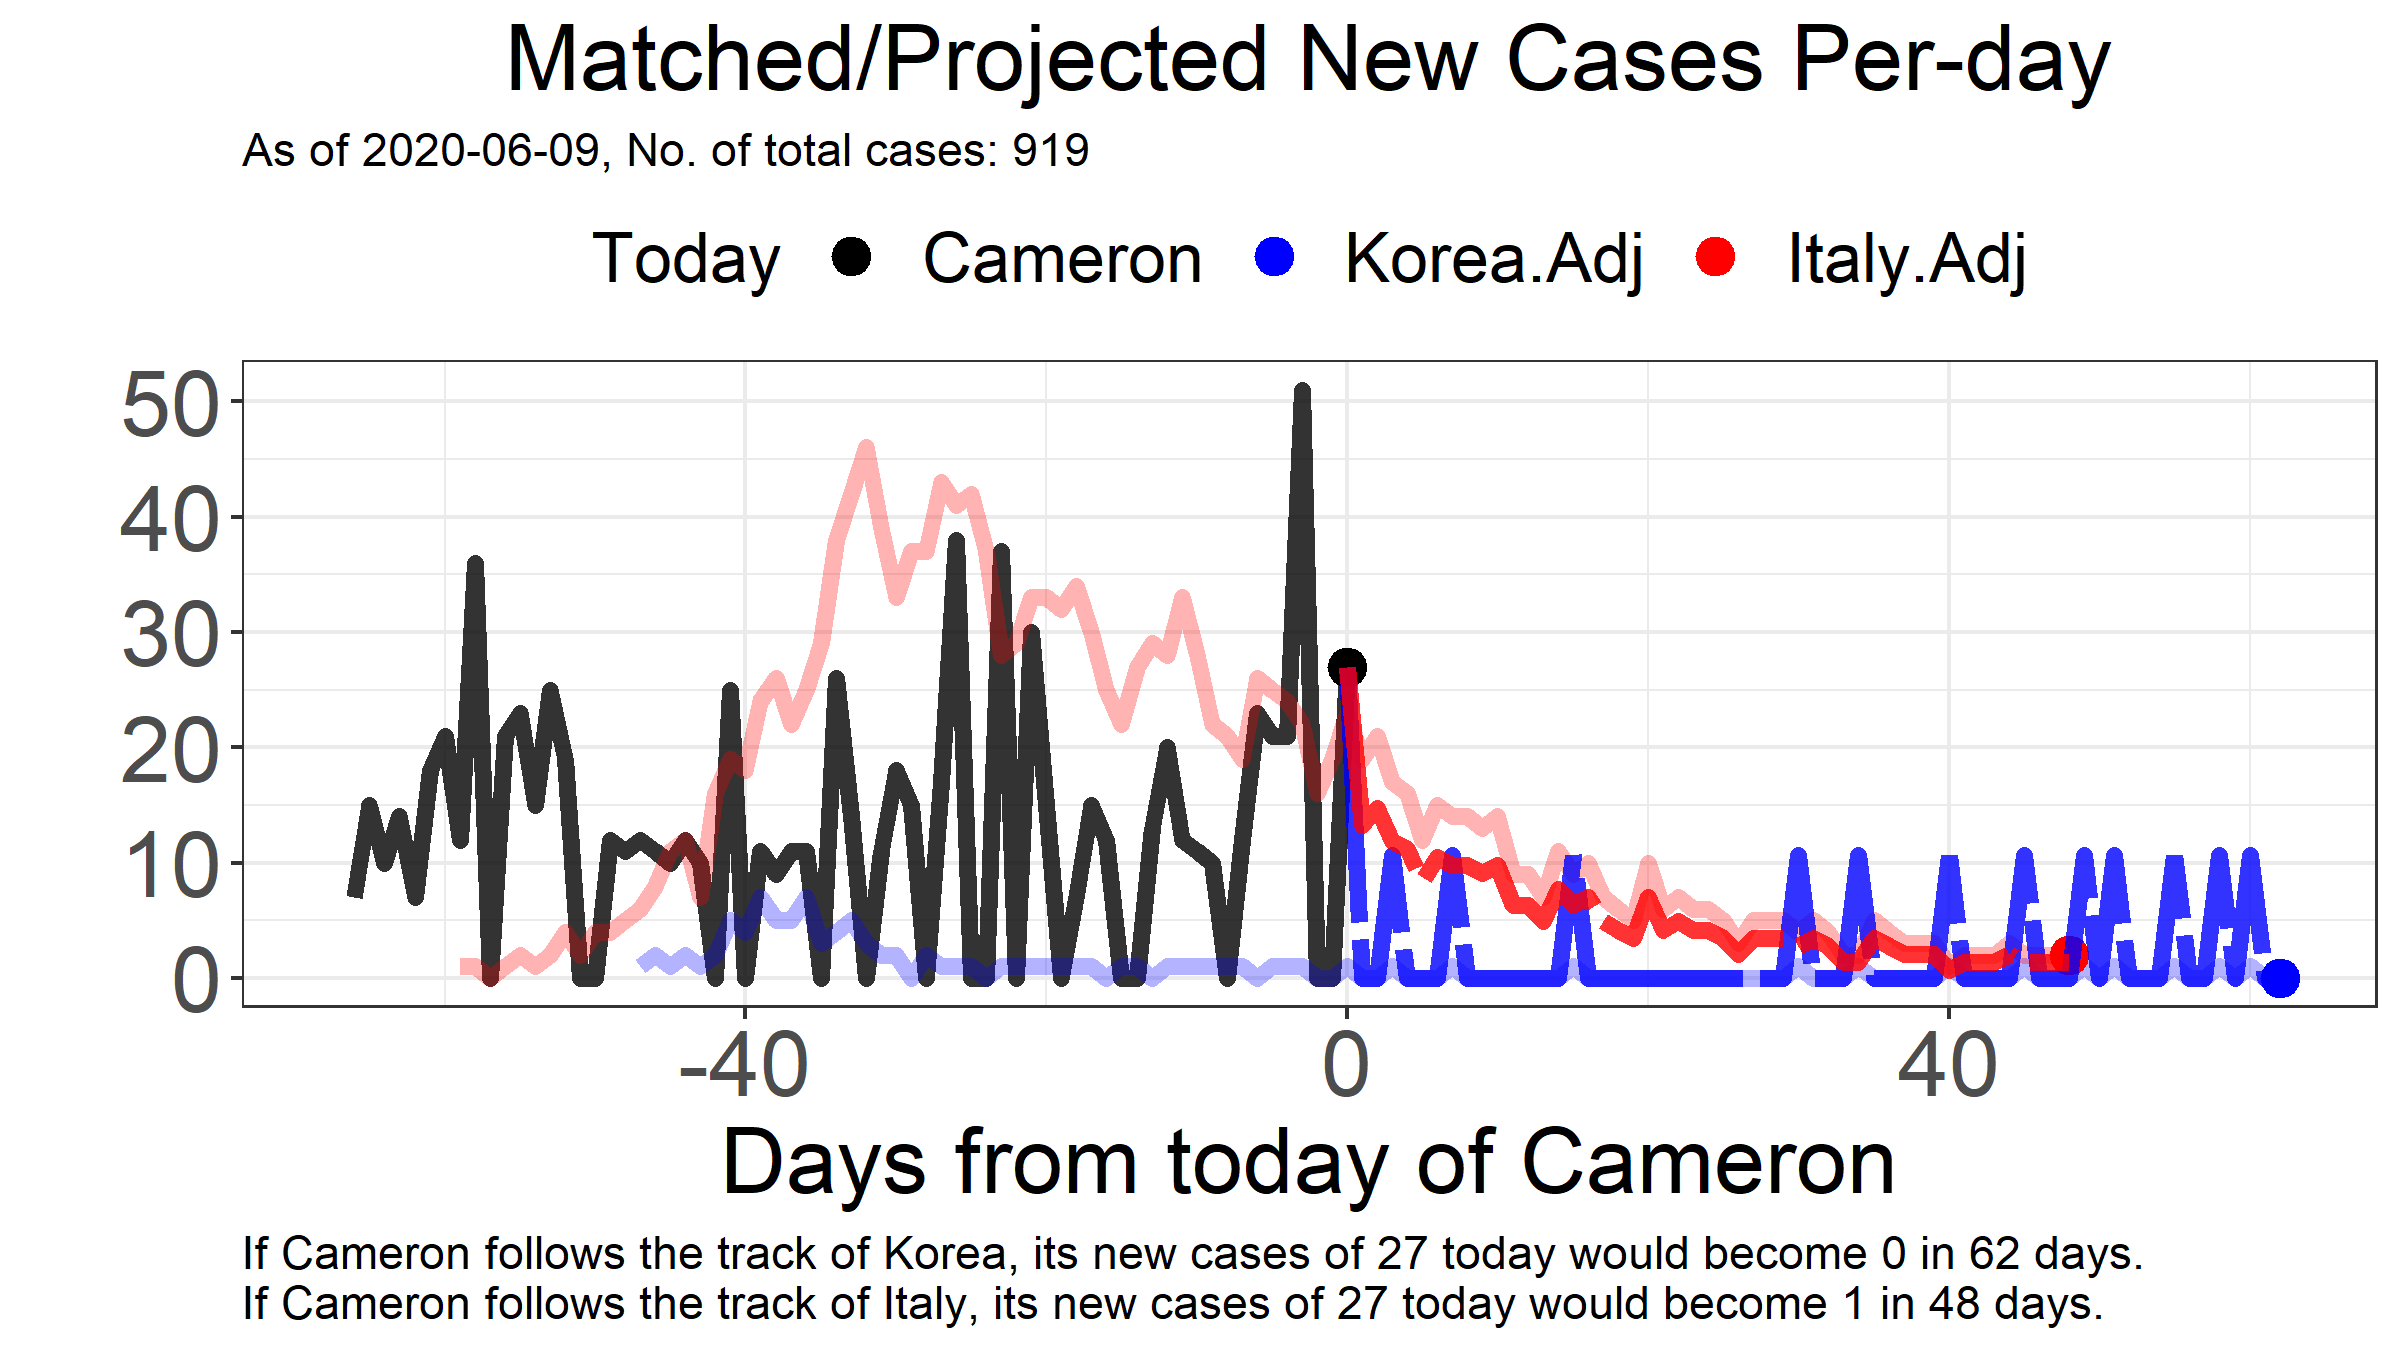 Matched/Projected New Cases Per-day
As of 2020-06-09, No. of total cases: 919
Today Cameron Korea.Adj Italy.Adj
50
40
30
20
10
0
-40 0 40
Days from today of Cameron
If Cameron follows the track of Korea, its new cases of 27 today would become 0 in 62 days.
If Cameron follows the track of Italy, its new cases of 27 today would become 1 in 48 days.